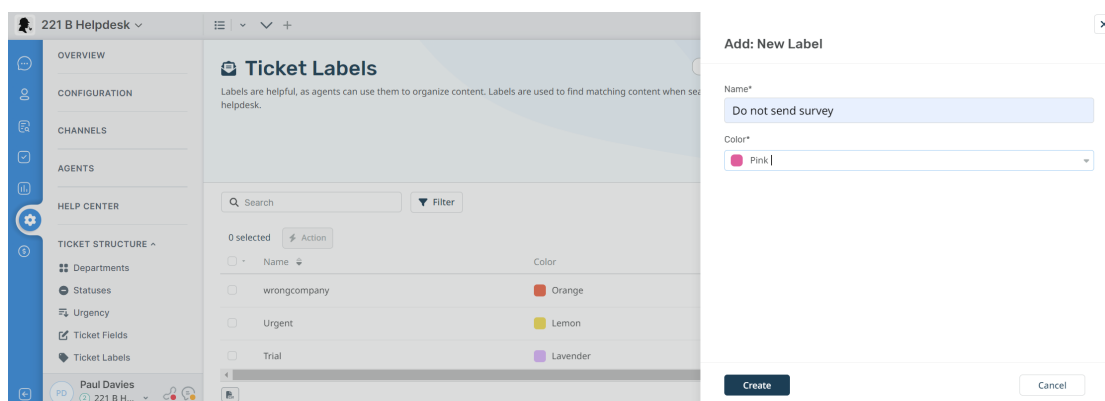 221 B Helpdesk
OVERVIEW
CONFIGURATION
CHANNELS
AGENTS
HELP CENTER
TICKET STRUCTURE
Departments
Statuses
Urgency
Ticket Fields
Ticket Labels
PD
Paul Davies
2 221 B H...
Ticket Labels
Labels are helpful, as agents can use them to organize content. Labels are used to find matching content when sea
helpdesk.
Search
Filter
0 selected
Action
Name
Color
wrongcompany
Orange
Urgent
Lemon
Trial
Lavender
Add: New Label
Name*
Do not send survey
Color*
Pink
Create
Cancel